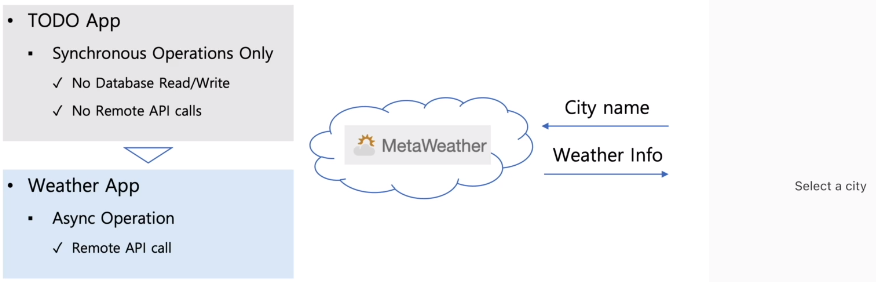 • TODO App
▪ Synchronous Operations Only
✓ No Database Read/Write
✓ No Remote API calls
• Weather App
▪ Async Operation
✓ Remote API call
MetaWeather
City name
Weather Info
Select a city